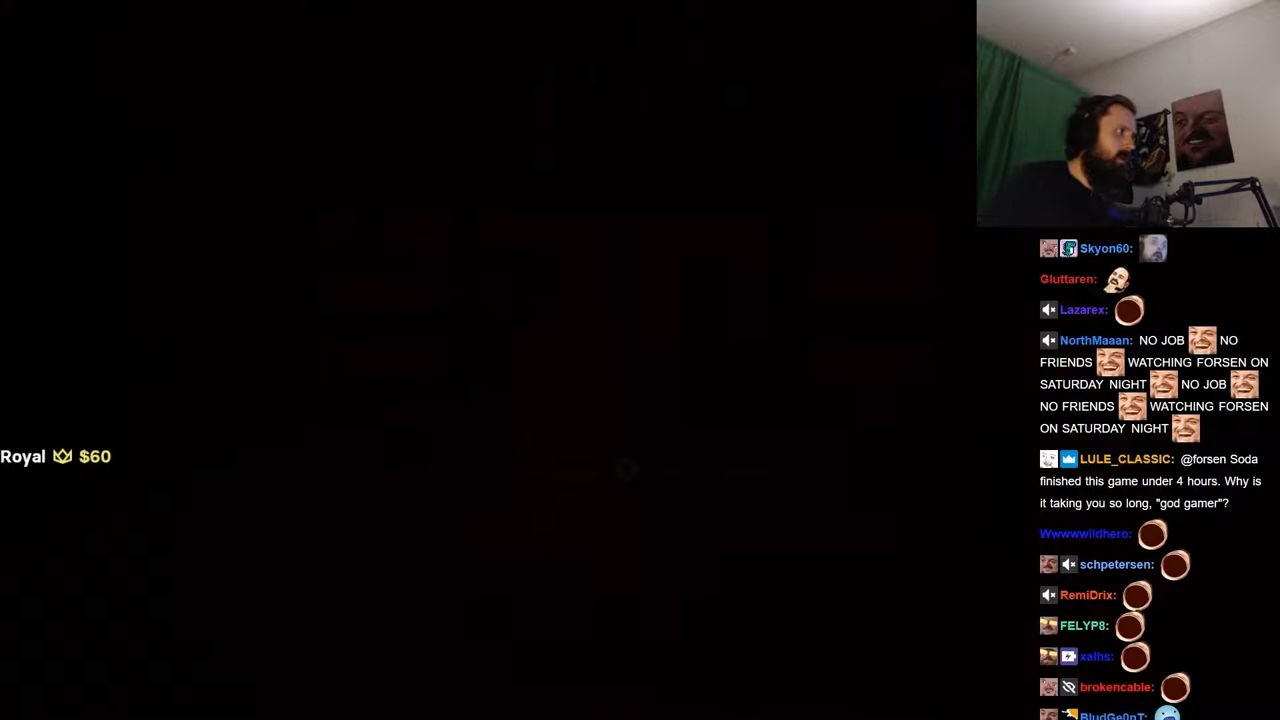 Skyon60:
Gluttaren:
Lazarex:
NorthMaaan: NO JOB NO
FRIENDS WATCHING FORSEN ON
SATURDAY NIGHT NO JOB
NO FRIENDS WATCHING FORSEN
ON SATURDAY NIGHT
Royal $60
LULE_CLASSIC: @forsen Soda
finished this game under 4 hours. Why is
it taking you so long, "god gamer"?
Wwwwwildhero:
schpetersen:
RemiDrix:
FELYP8:
xalhs:
brokencable:
BludGe0nT: